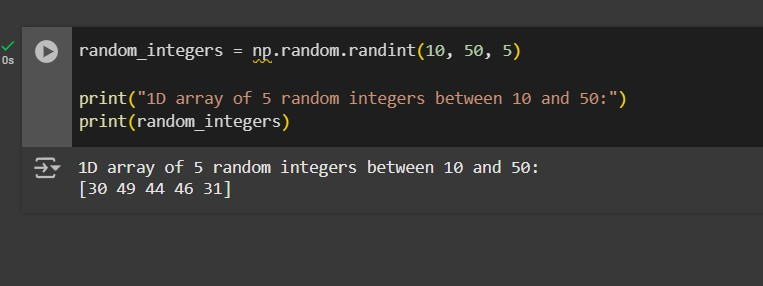 random_integers = np.random.randint(10, 50, 5)
0s
print("1D array of 5 random integers between 10 and 50:")
print(random_integers)
1D array of 5 random integers between 10 and 50:
[30 49 44 46 31]